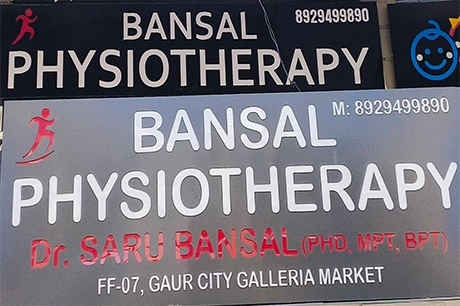 BANSAL
8929499890
PHYSIOTHERAPY
M: 8929499890
BANSAL
PHYSIOTHERAPY
Dr. SARU BANSAL (PHD, MPT, BPT)
FF-07, GAUR CITY GALLERIA MARKET